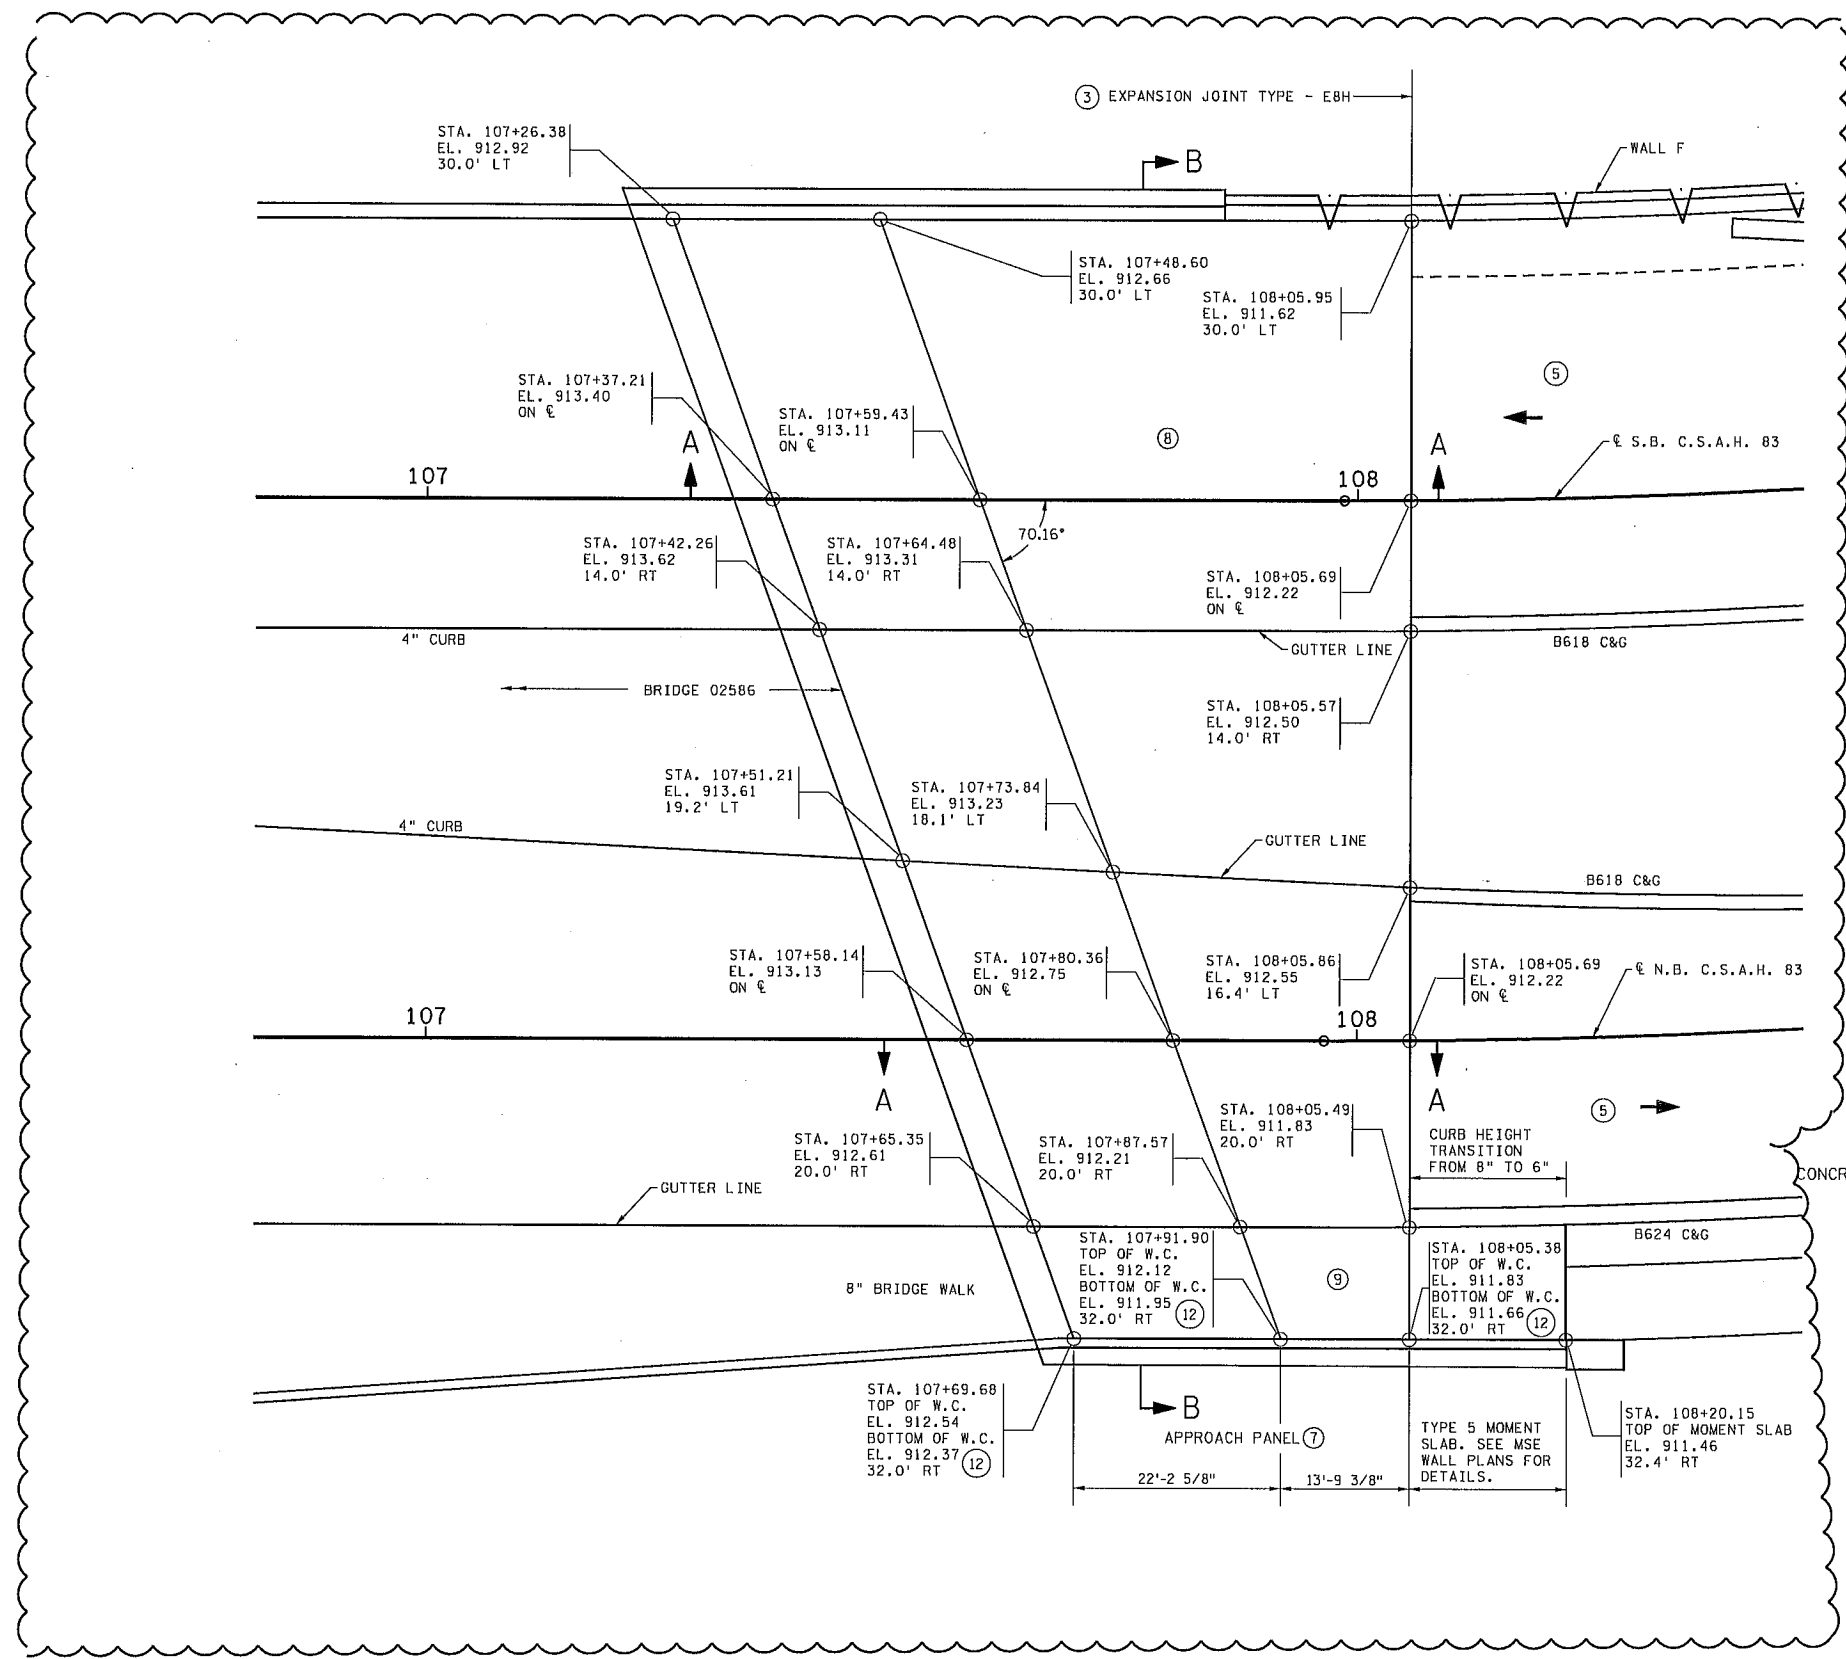 ③ EXPANSION JOINT TYPE - E8H
STA. 107+26.38
EL. 912.92
30.0' LT
B
WALL F
STA. 107+48.60
EL. 912.66
30.0' LT
STA. 108+05.95
EL. 911.62
30.0' LT
⑤
STA. 107+37.21
EL. 913.40
ON ℄
STA. 107+59.43
EL. 913.11
ON ℄
⑧
A
A
℄ S.B. C.S.A.H. 83
107
108
70.16°
STA. 107+42.26
EL. 913.62
14.0' RT
STA. 107+64.48
EL. 913.31
14.0' RT
STA. 108+05.69
EL. 912.22
ON ℄
4" CURB
GUTTER LINE
B618 C&G
BRIDGE 02586
STA. 108+05.57
EL. 912.50
14.0' RT
STA. 107+51.21
EL. 913.61
19.2' LT
STA. 107+73.84
EL. 913.23
18.1' LT
4" CURB
GUTTER LINE
B618 C&G
STA. 107+58.14
EL. 913.13
ON ℄
STA. 107+80.36
EL. 912.75
ON ℄
STA. 108+05.86
EL. 912.55
16.4' LT
STA. 108+05.69
EL. 912.22
ON ℄
℄ N.B. C.S.A.H. 83
107
108
A
A
⑤
STA. 107+65.35
EL. 912.61
20.0' RT
STA. 107+87.57
EL. 912.21
20.0' RT
STA. 108+05.49
EL. 911.83
20.0' RT
CURB HEIGHT
TRANSITION
FROM 8" TO 6"
CONCR
GUTTER LINE
B624 C&G
8" BRIDGE WALK
STA. 107+91.90
TOP OF W.C.
EL. 912.12
BOTTOM OF W.C.
EL. 911.95 ⑫
32.0' RT
⑨
STA. 108+05.38
TOP OF W.C.
EL. 911.83
BOTTOM OF W.C.
EL. 911.66 ⑫
32.0' RT
STA. 107+69.68
TOP OF W.C.
EL. 912.54
BOTTOM OF W.C.
EL. 912.37 ⑫
32.0' RT
B
APPROACH PANEL ⑦
TYPE 5 MOMENT
SLAB. SEE MSE
WALL PLANS FOR
DETAILS.
STA. 108+20.15
TOP OF MOMENT SLAB
EL. 911.46
32.4' RT
22'-2 5/8"
13'-9 3/8"